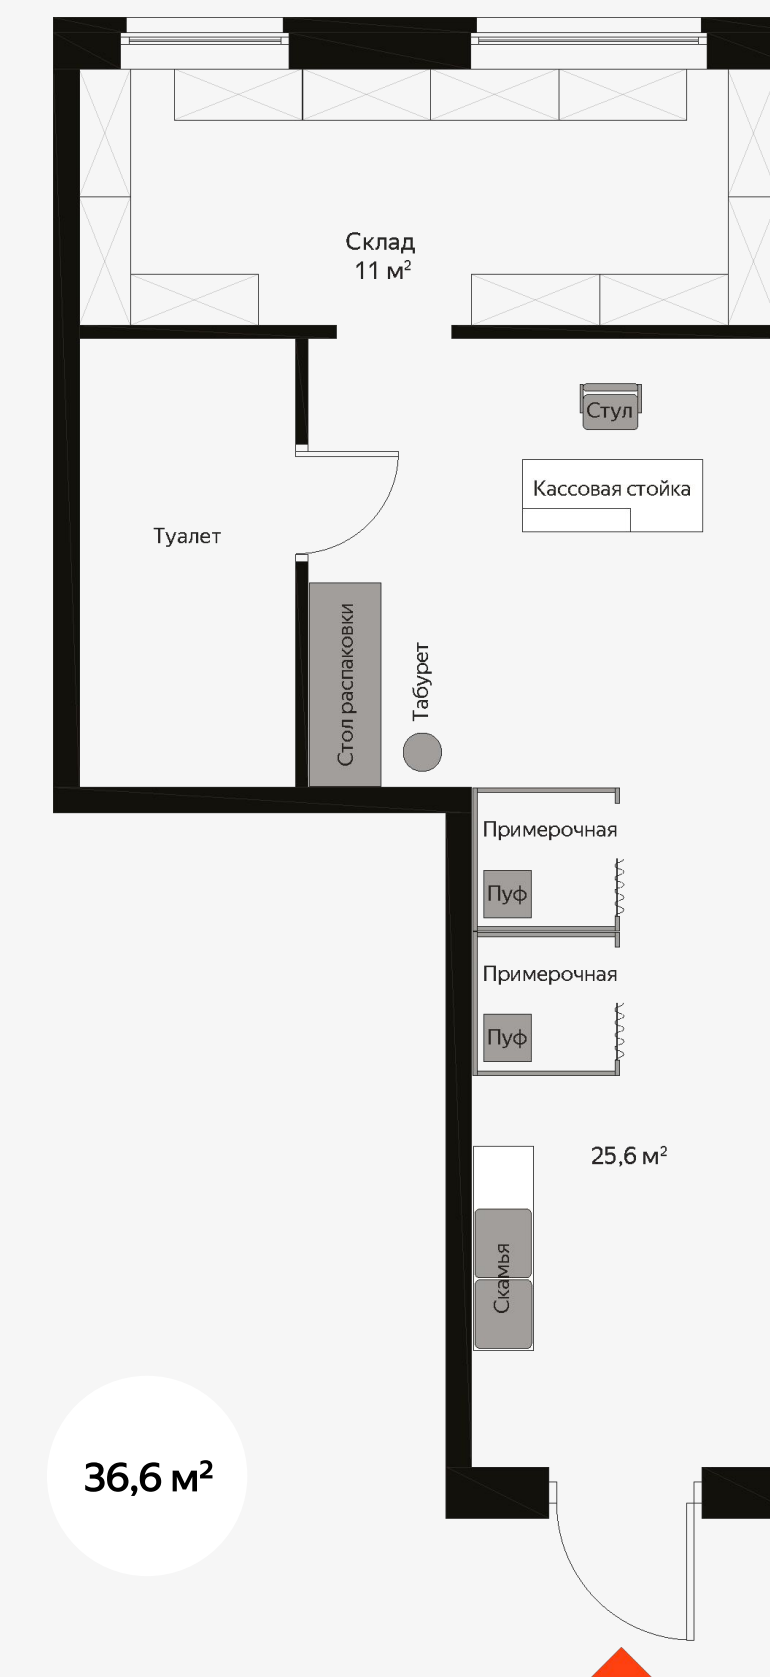 Склад
11 м²
Стул
Кассовая стойка
Туалет
Стол распаковки
Табурет
Примерочная
Пуф
Примерочная
Пуф
25,6 м²
Скамья
36,6 м²